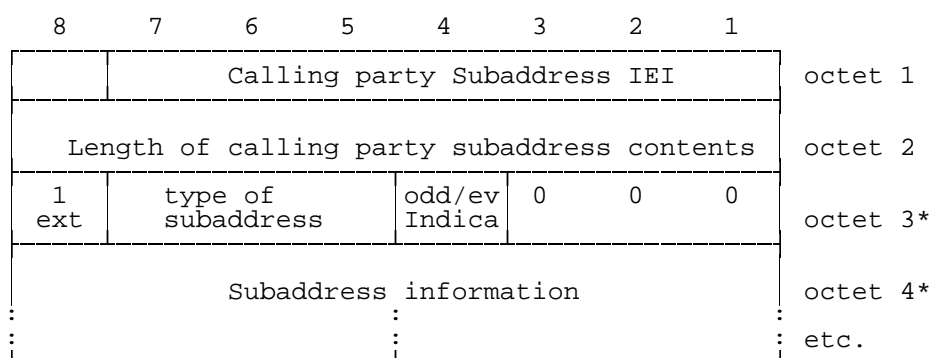 8 7 6 5 4 3 2 1
Calling party Subaddress IEI octet 1
Length of calling party subaddress contents octet 2
1 type of odd/ev 0 0 0
ext subaddress Indica octet 3*
Subaddress information octet 4*
: : :
: : : etc.